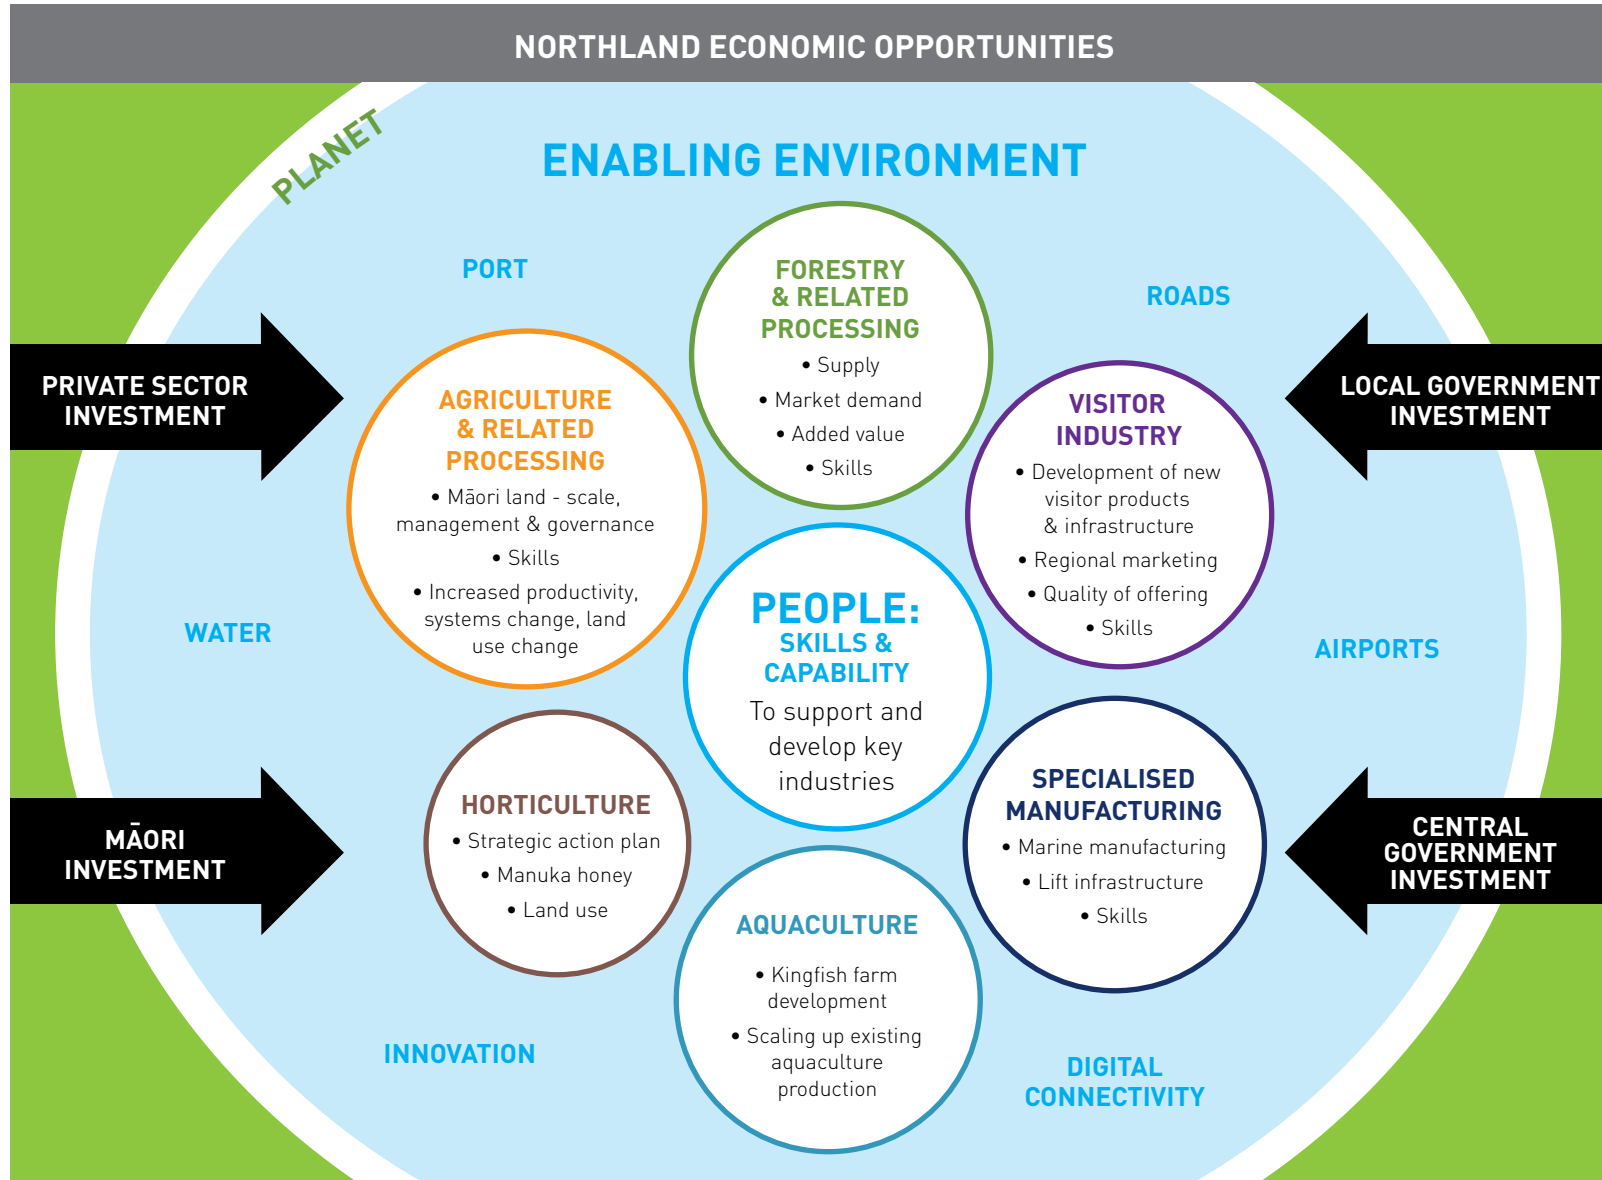 NORTHLAND ECONOMIC OPPORTUNITIES
PLANET
ENABLING ENVIRONMENT
PORT
ROADS
FORESTRY
& RELATED
PROCESSING
• Supply
• Market demand
• Added value
• Skills
PRIVATE SECTOR
INVESTMENT
LOCAL GOVERNMENT
INVESTMENT
AGRICULTURE
& RELATED
PROCESSING
• Māori land - scale,
management & governance
• Skills
• Increased productivity,
systems change, land
use change
VISITOR
INDUSTRY
• Development of new
visitor products
& infrastructure
• Regional marketing
• Quality of offering
• Skills
WATER
PEOPLE:
SKILLS &
CAPABILITY
To support and
develop key
industries
AIRPORTS
MĀORI
INVESTMENT
HORTICULTURE
• Strategic action plan
• Manuka honey
• Land use
SPECIALISED
MANUFACTURING
• Marine manufacturing
• Lift infrastructure
• Skills
CENTRAL
GOVERNMENT
INVESTMENT
AQUACULTURE
• Kingfish farm
development
• Scaling up existing
aquaculture
production
INNOVATION
DIGITAL
CONNECTIVITY